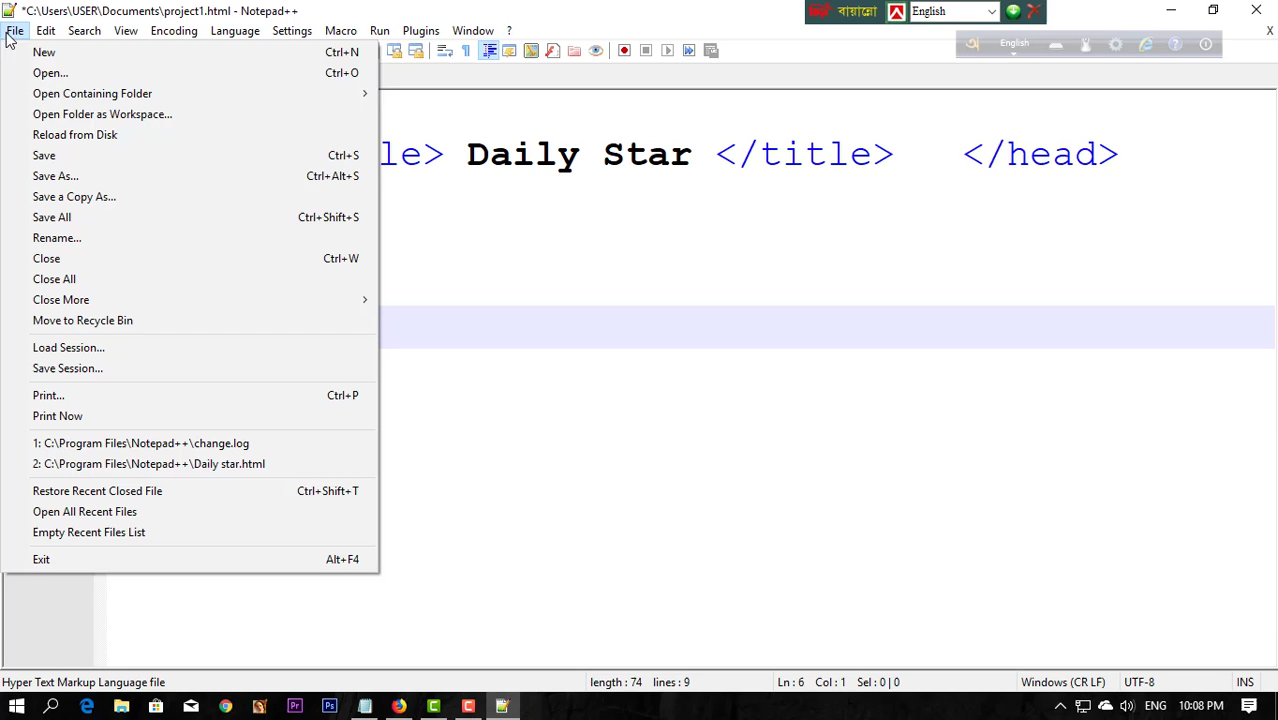 *C:\Users\USER\Documents\project1.html - Notepad++
বায়ান্নো English
File Edit Search View Encoding Language Settings Macro Run Plugins Window X
English
New Ctrl+N
Open... Ctrl+O
Open Containing Folder
Open Folder as Workspace...
Reload from Disk
Save Ctrl+S
Save As... Ctrl+Alt+S
Save a Copy As...
Save All Ctrl+Shift+S
Rename...
Close Ctrl+W
Close All
Close More
Move to Recycle Bin
Load Session...
Save Session...
Print... Ctrl+P
Print Now
1: C:\Program Files\Notepad++\change.log
2: C:\Program Files\Notepad++\Daily star.html
Restore Recent Closed File Ctrl+Shift+T
Open All Recent Files
Empty Recent Files List
Exit Alt+F4
le> Daily Star </title> </head>
Hyper Text Markup Language file length : 74 lines : 9 Ln : 6 Col : 1 Sel : 0 | 0 Windows (CR LF) UTF-8 INS
Pr Ps 10:08 PM